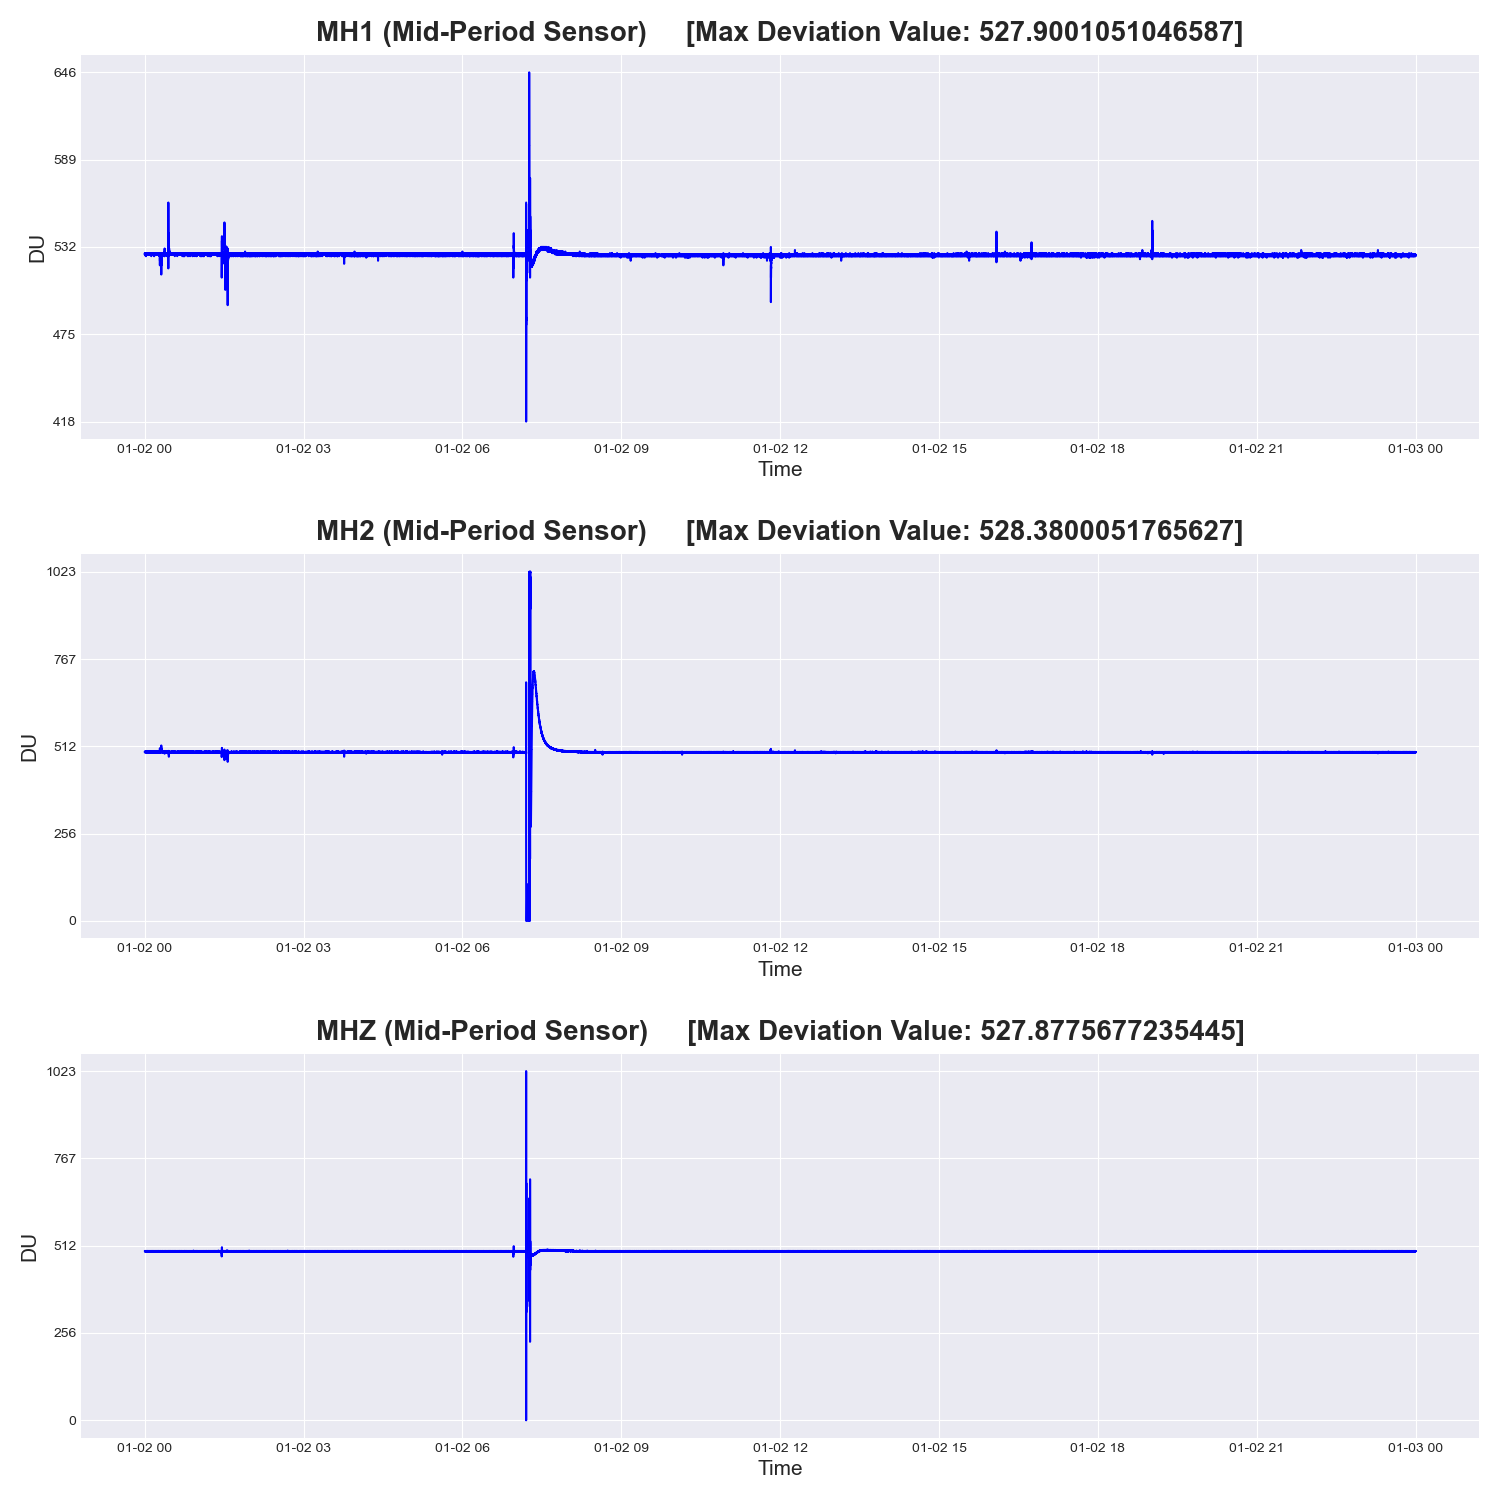 MH1 (Mid-Period Sensor) [Max Deviation Value: 527.9001051046587]
646
589
532
475
418
DU
01-02 00 01-02 03 01-02 06 01-02 09 01-02 12 01-02 15 01-02 18 01-02 21 01-03 00
Time
MH2 (Mid-Period Sensor) [Max Deviation Value: 528.3800051765627]
1023
767
512
256
0
DU
01-02 00 01-02 03 01-02 06 01-02 09 01-02 12 01-02 15 01-02 18 01-02 21 01-03 00
Time
MHZ (Mid-Period Sensor) [Max Deviation Value: 527.8775677235445]
1023
767
512
256
0
DU
01-02 00 01-02 03 01-02 06 01-02 09 01-02 12 01-02 15 01-02 18 01-02 21 01-03 00
Time